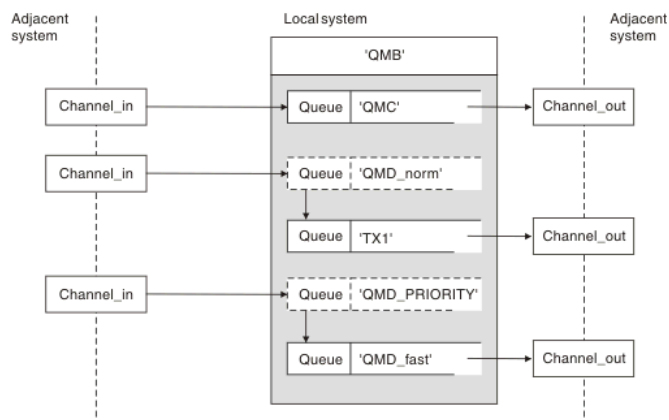 Adjacent system
Local system
Adjacent system
'QMB'
Channel_in
Queue 'QMC'
Channel_out
Channel_in
Queue 'QMD_norm'
Queue 'TX1'
Channel_out
Channel_in
Queue 'QMD_PRIORITY'
Queue 'QMD_fast'
Channel_out